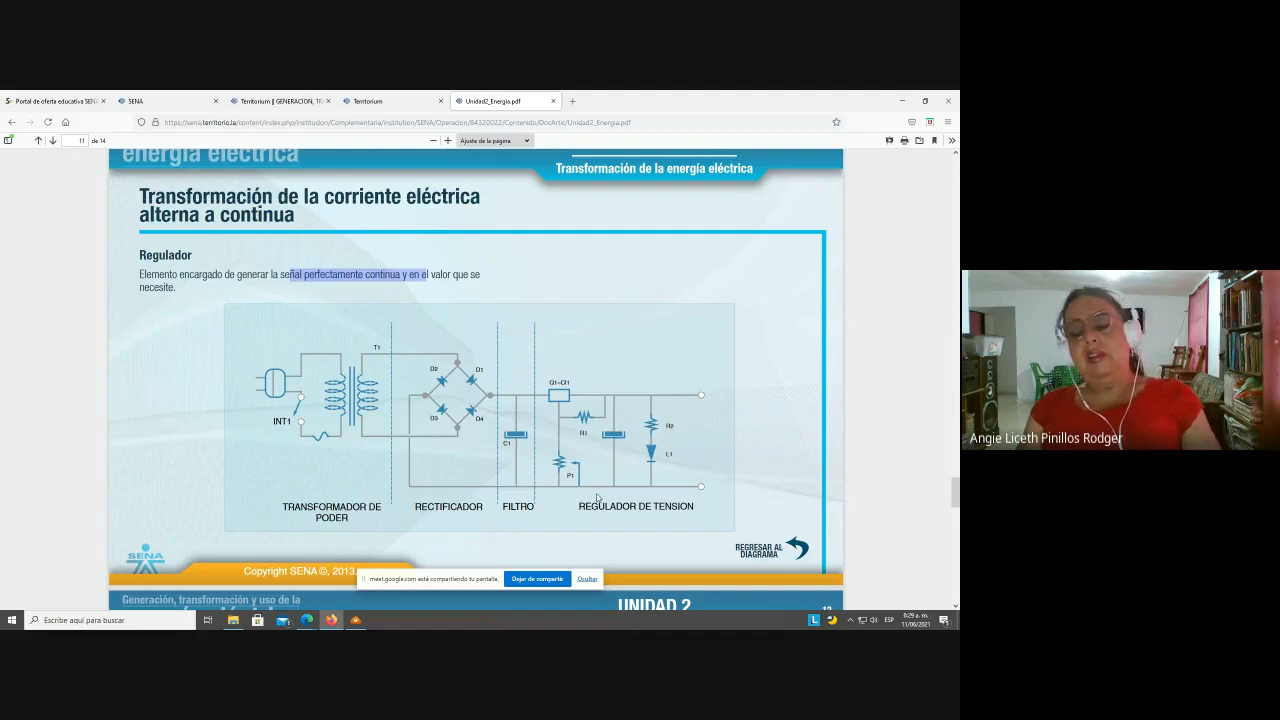 Portal de oferta educativa SENA
SENA
Territorium || GENERACION, TR
Territorium
Unidad2_Energia.pdf
https://sena.territorio.la/content/index.php/institucion/Complementaria/institution/SENA/Operacion/84320022/Contenido/DocArtic/Unidad2_Energia.pdf
11 de 14
Ajuste de la página
energía eléctrica
Transformación de la energía eléctrica
Transformación de la corriente eléctrica
alterna a continua
Regulador
Elemento encargado de generar la señal perfectamente continua y en el valor que se
necesite.
T1
D2
D1
Q1-CI1
INT1
D3
D4
C1
R1
R2
L1
P1
TRANSFORMADOR DE
PODER
RECTIFICADOR
FILTRO
REGULADOR DE TENSION
REGRESAR AL
DIAGRAMA
SENA
Copyright SENA ©, 2013.
meet.google.com está compartiendo tu pantalla.
Dejar de compartir
Ocultar
Generación, transformación y uso de la
UNIDAD 2
Escribe aquí para buscar
ESP
8:29 a. m.
11/06/2021
Angie Liceth Pinillos Rodger